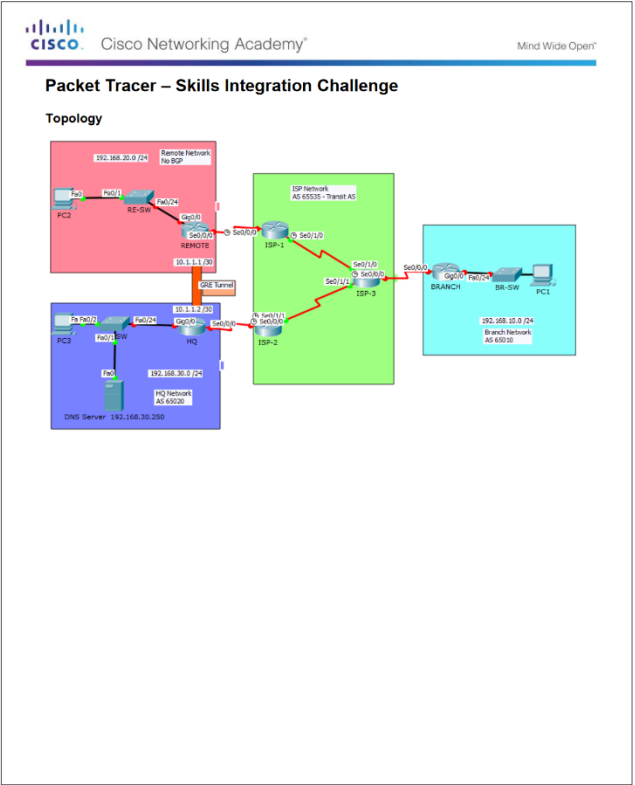 CISCO Cisco Networking Academy® Mind Wide Open®
Packet Tracer – Skills Integration Challenge
Topology
192.168.20.0 /24
Remote Network
No BGP
Fa0
Fa0/1
PC2
RE-SW
Fa0/24
Gig0/0
Se0/0/0
REMOTE
10.1.1.1 /30
GRE Tunnel
10.1.1.2 /30
Fa Fa0/2
Fa0/24
Gig0/0
Se0/0/0
PC3
SW
HQ
Fa0/1
Fa0
192.168.30.0 /24
HQ Network
AS 65020
DNS Server 192.168.30.250
ISP Network
AS 65535 - Transit AS
Se0/0/0
Se0/1/0
ISP-1
Se0/1/0
Se0/0/0
Se0/1/1
ISP-3
Se0/1/1
Se0/0/0
ISP-2
Se0/0/0
Gig0/0
Fa0/24
BRANCH
BR-SW
PC1
192.168.10.0 /24
Branch Network
AS 65010